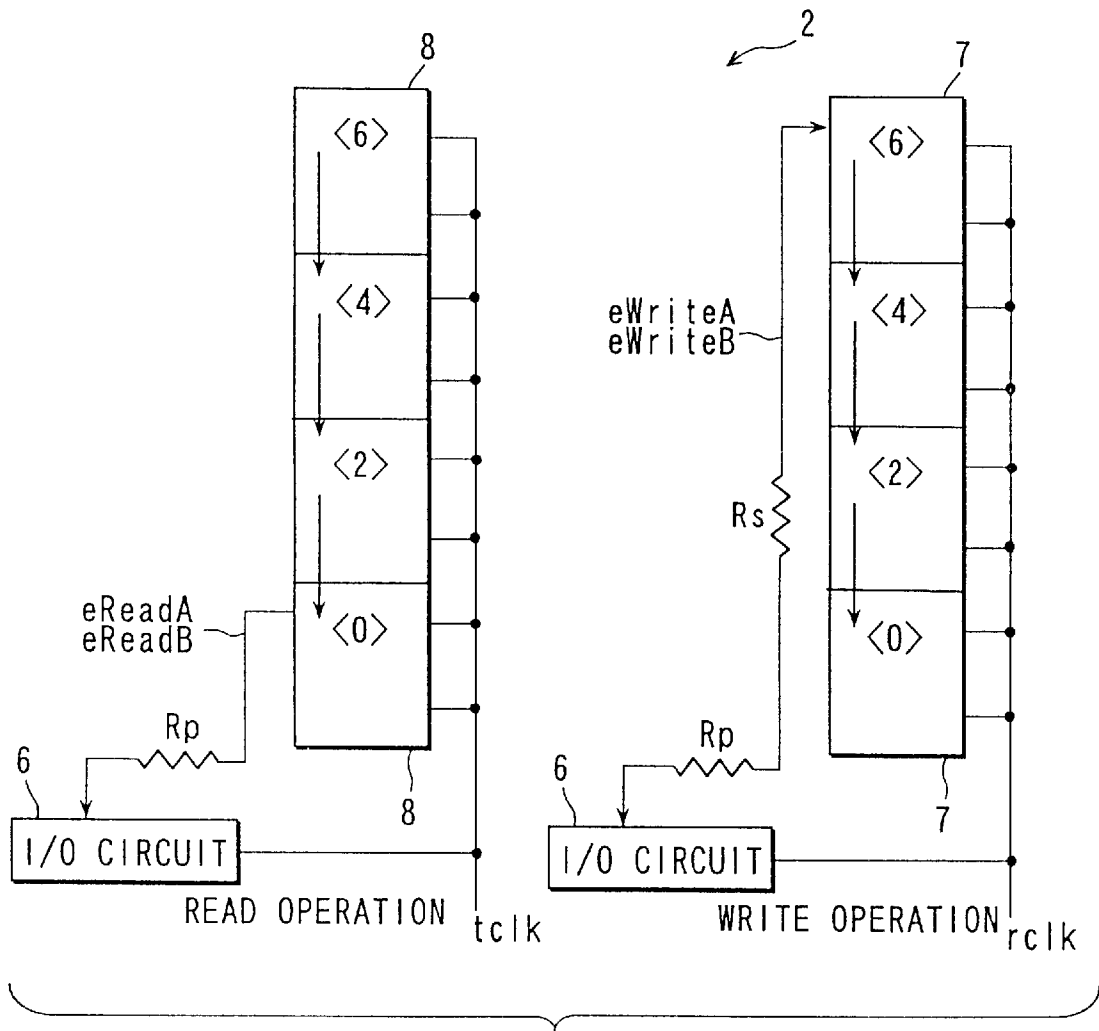 2
8
<6>
<4>
<2>
<0>
eReadA
eReadB
Rp
8
6
I/O CIRCUIT
READ OPERATION
tclk
7
<6>
<4>
<2>
<0>
eWriteA
eWriteB
Rs
Rp
7
6
I/O CIRCUIT
WRITE OPERATION
rclk